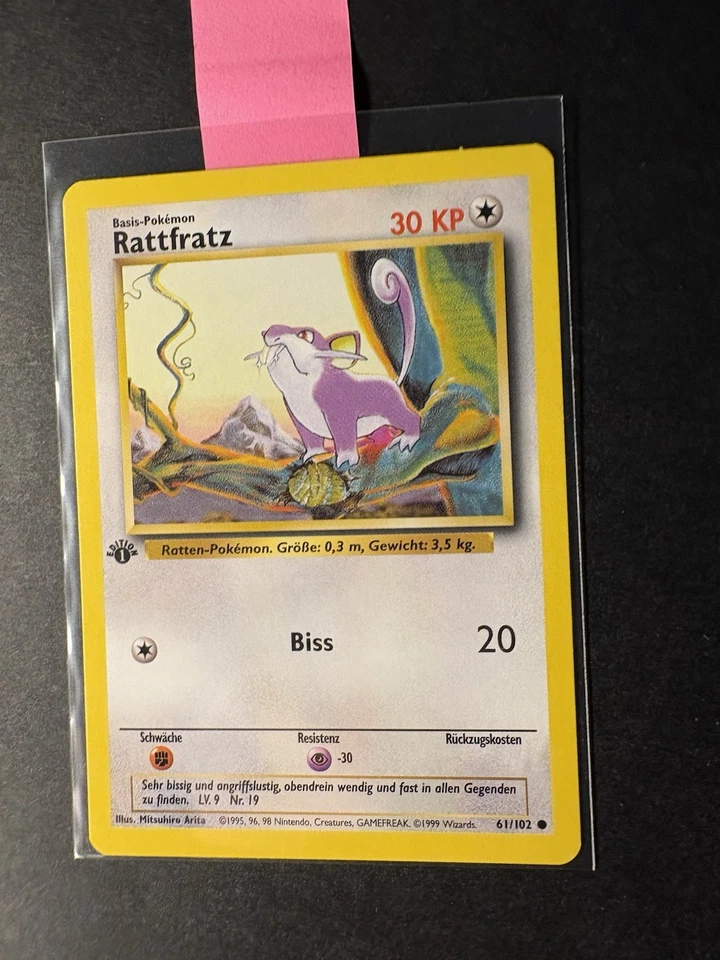 Basis-Pokémon
Rattfratz
30 KP
EDITION
1
Ratten-Pokémon. Größe: 0,3 m, Gewicht: 3,5 kg.
Biss 20
Schwäche Resistenz Rückzugskosten
-30
Sehr bissig und angriffslustig, obendrein wendig und fast in allen Gegenden
zu finden. LV. 9 Nr. 19
Illus. Mitsuhiro Arita ©1995, 96, 98 Nintendo, Creatures, GAMEFREAK. ©1999 Wizards. 61/102